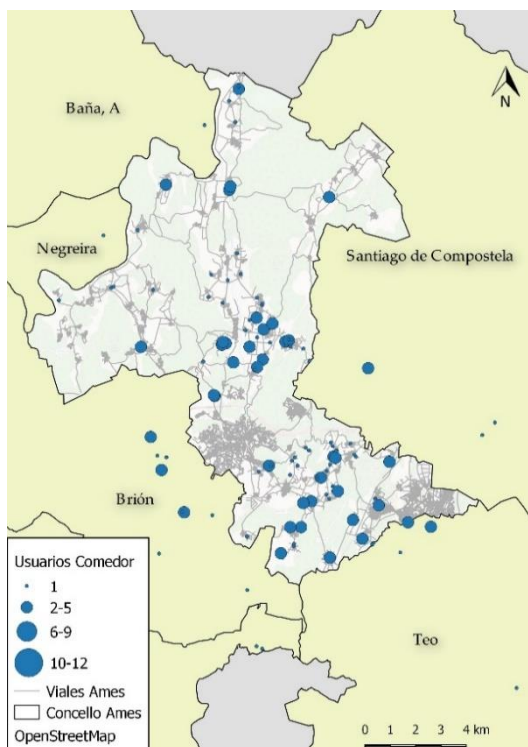 Baña, A
N
Negreira
Santiago de Compostela
Brión
Teo
Usuarios Comedor
1
2-5
6-9
10-12
Viales Ames
Concello Ames
OpenStreetMap
0 1 2 3 4 km